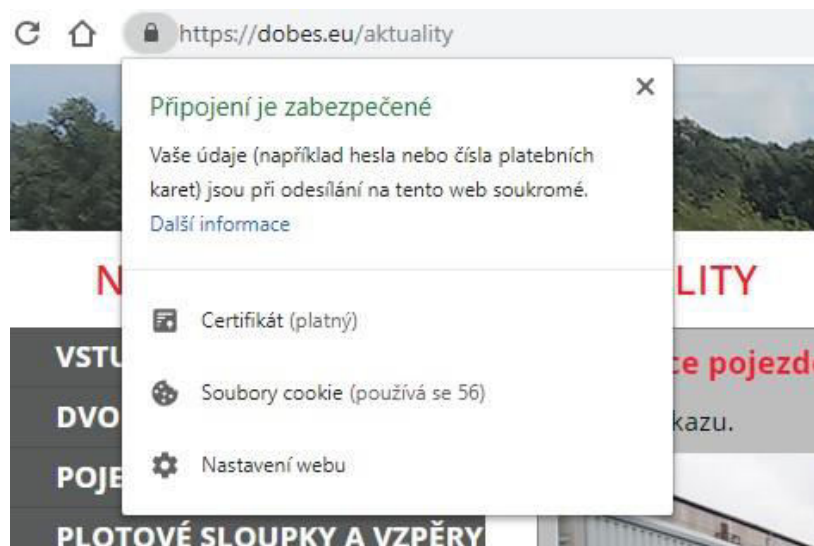 https://dobes.eu/aktuality
Připojení je zabezpečené
Vaše údaje (například hesla nebo čísla platebních
karet) jsou při odesílání na tento web soukromé.
Další informace
N
LITY
Certifikát (platný)
VSTU
ce pojezd
Soubory cookie (používá se 56)
DVO
kazu.
Nastavení webu
POJE
PLOTOVÉ SLOUPKY A VZPĚRY